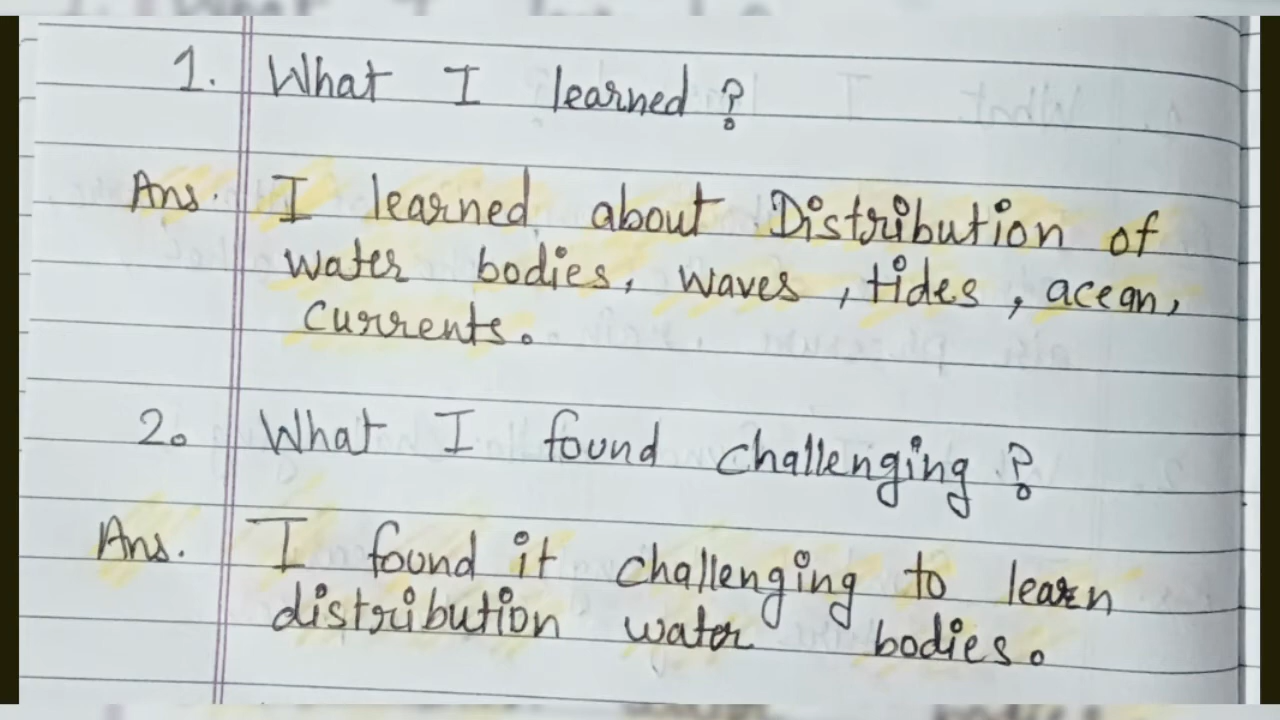 1. What I learned?
Ans. I learned about Distribution of
water bodies, waves, tides, acean,
currents.
2. What I found challenging?
Ans. I found it challenging to learn
distribution water bodies.